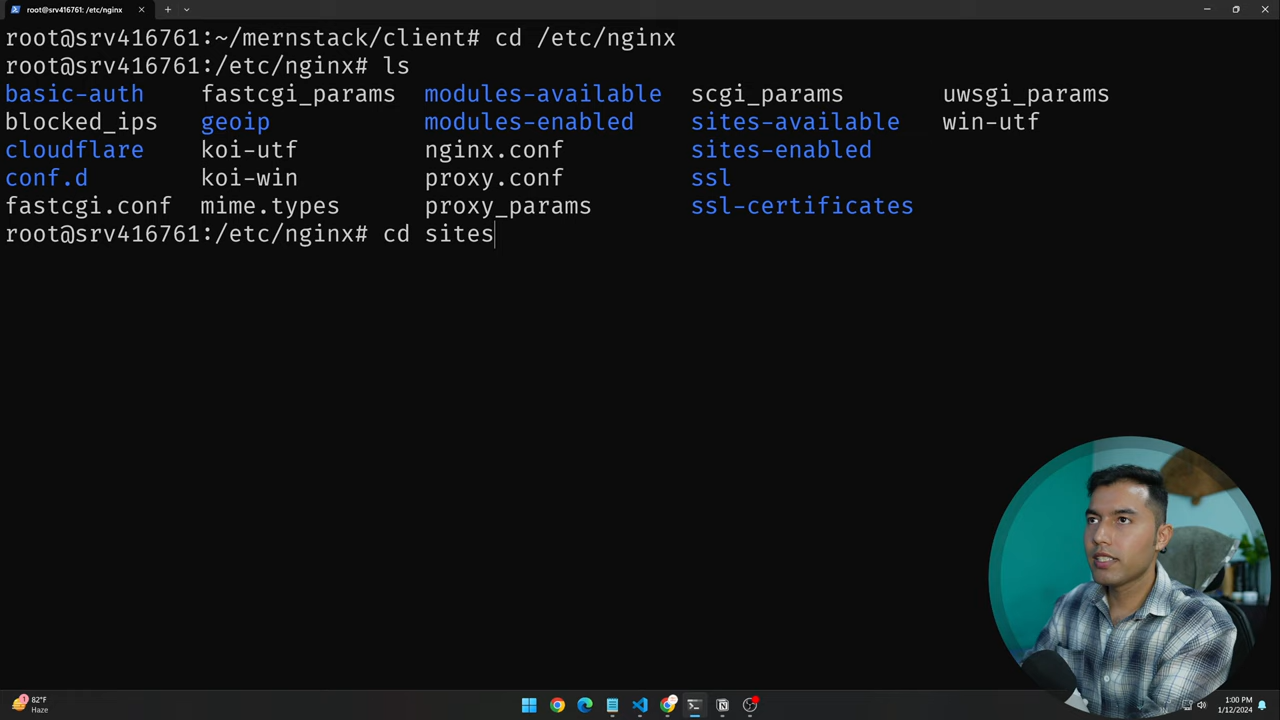 root@srv416761: /etc/nginx
root@srv416761:~/mernstack/client# cd /etc/nginx
root@srv416761:/etc/nginx# ls
basic-auth fastcgi_params modules-available scgi_params uwsgi_params
blocked_ips geoip modules-enabled sites-available win-utf
cloudflare koi-utf nginx.conf sites-enabled
conf.d koi-win proxy.conf ssl
fastcgi.conf mime.types proxy_params ssl-certificates
root@srv416761:/etc/nginx# cd sites
1
82°F
Haze
1:00 PM
1/12/2024